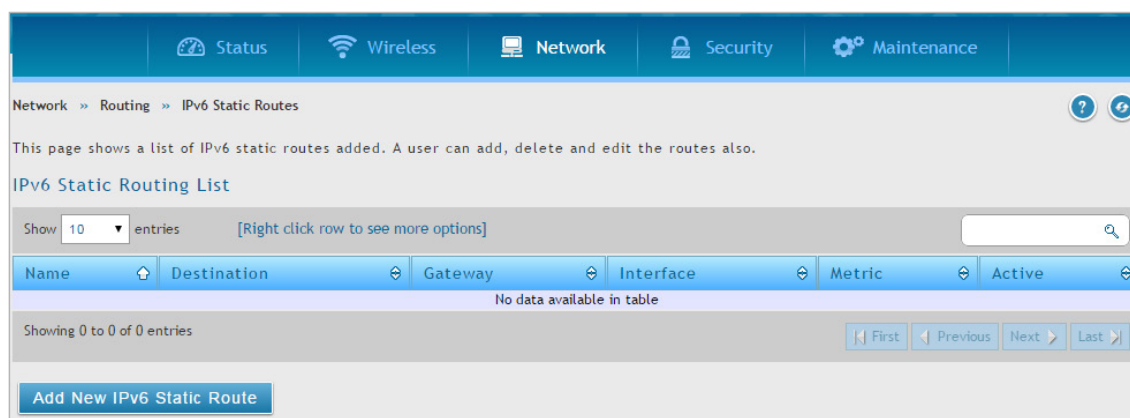 Status Wireless Network Security Maintenance
Network » Routing » IPv6 Static Routes
?
This page shows a list of IPv6 static routes added. A user can add, delete and edit the routes also.
IPv6 Static Routing List
Show 10 entries [Right click row to see more options]
Name Destination Gateway Interface Metric Active
No data available in table
Showing 0 to 0 of 0 entries First Previous Next Last
Add New IPv6 Static Route